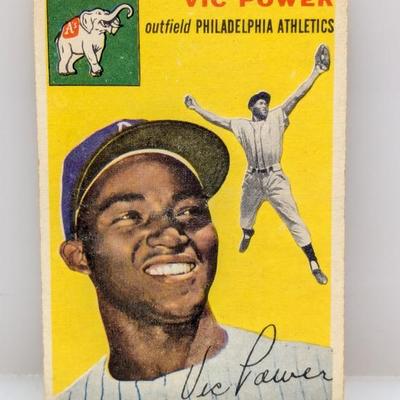 VIC POWER
outfield PHILADELPHIA ATHLETICS
A's
Vic Power